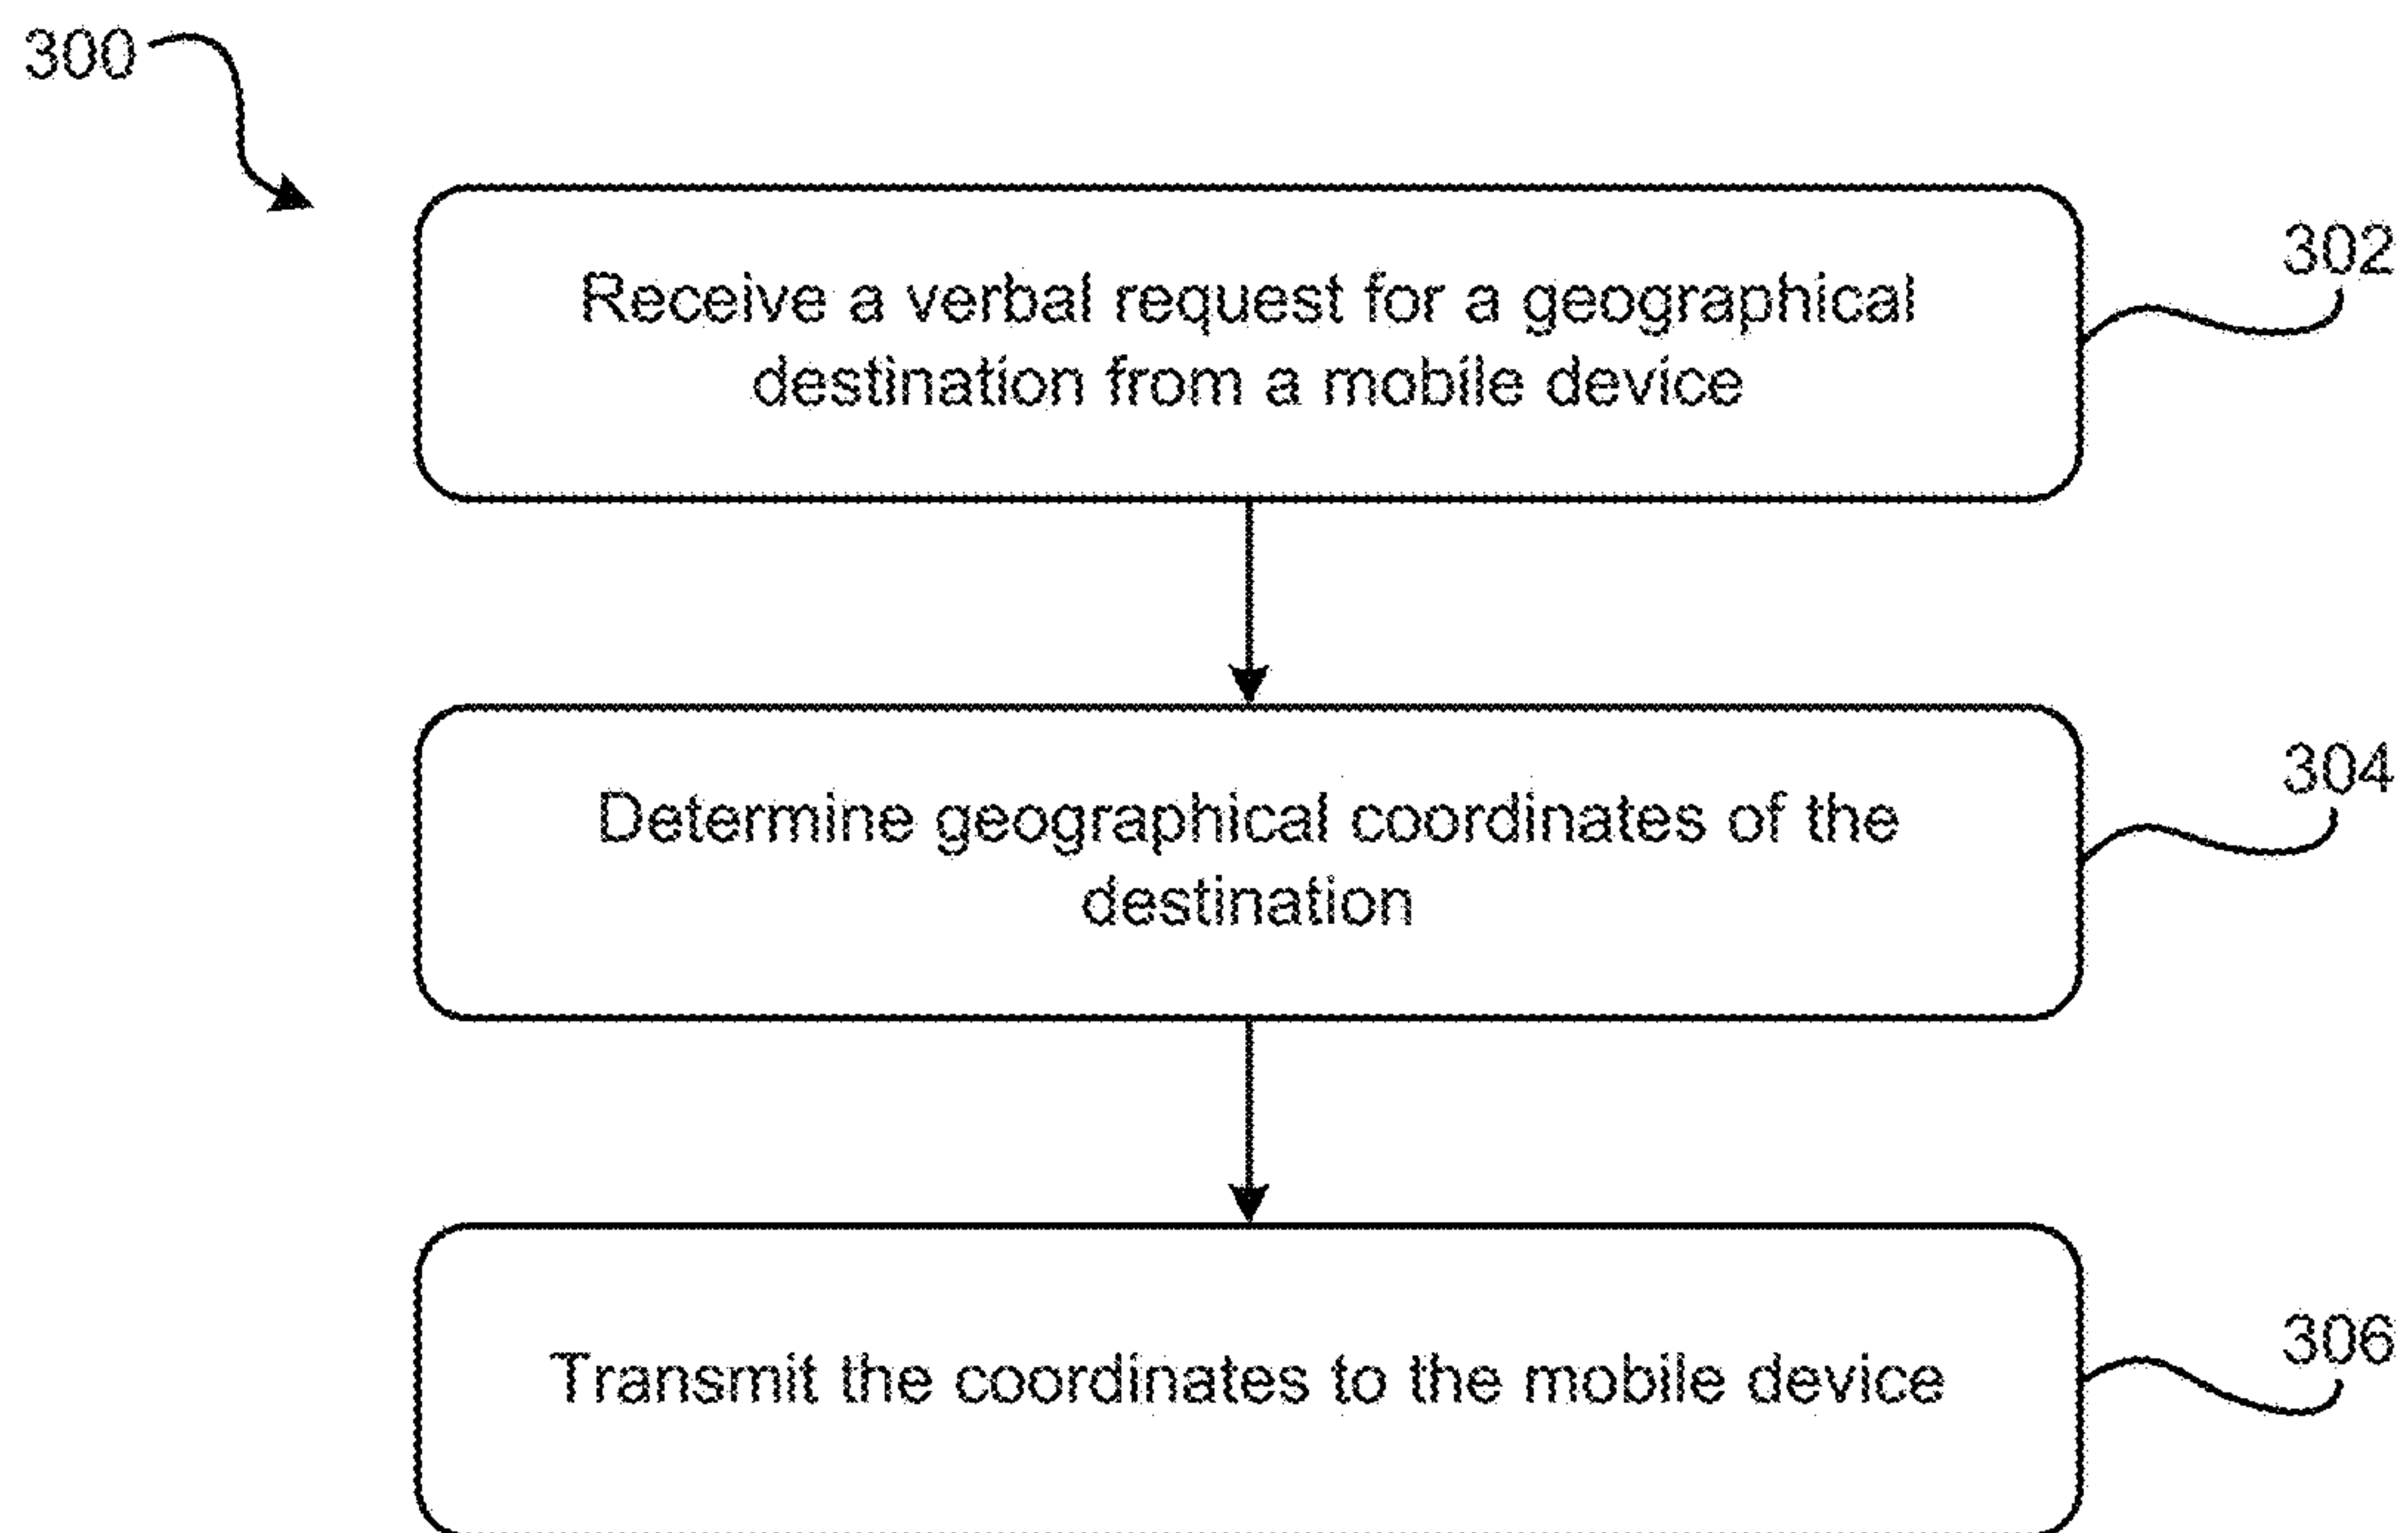 300
Receive a verbal request for a geographical
destination from a mobile device
302
Determine geographical coordinates of the
destination
304
Transmit the coordinates to the mobile device
306